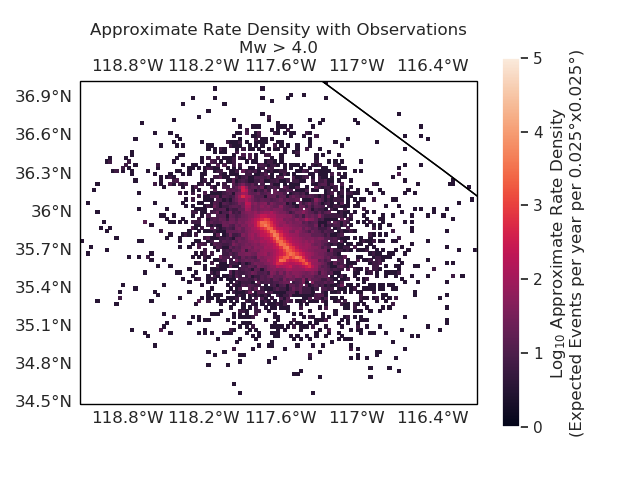 Approximate Rate Density with Observations
Mw > 4.0
118.8°W 118.2°W 117.6°W 117°W 116.4°W
36.9°N
36.6°N
36.3°N
36°N
35.7°N
35.4°N
35.1°N
34.8°N
34.5°N
118.8°W 118.2°W 117.6°W 117°W 116.4°W
5
4
3
2
1
0
Log₁₀ Approximate Rate Density
(Expected Events per year per 0.025°x0.025°)